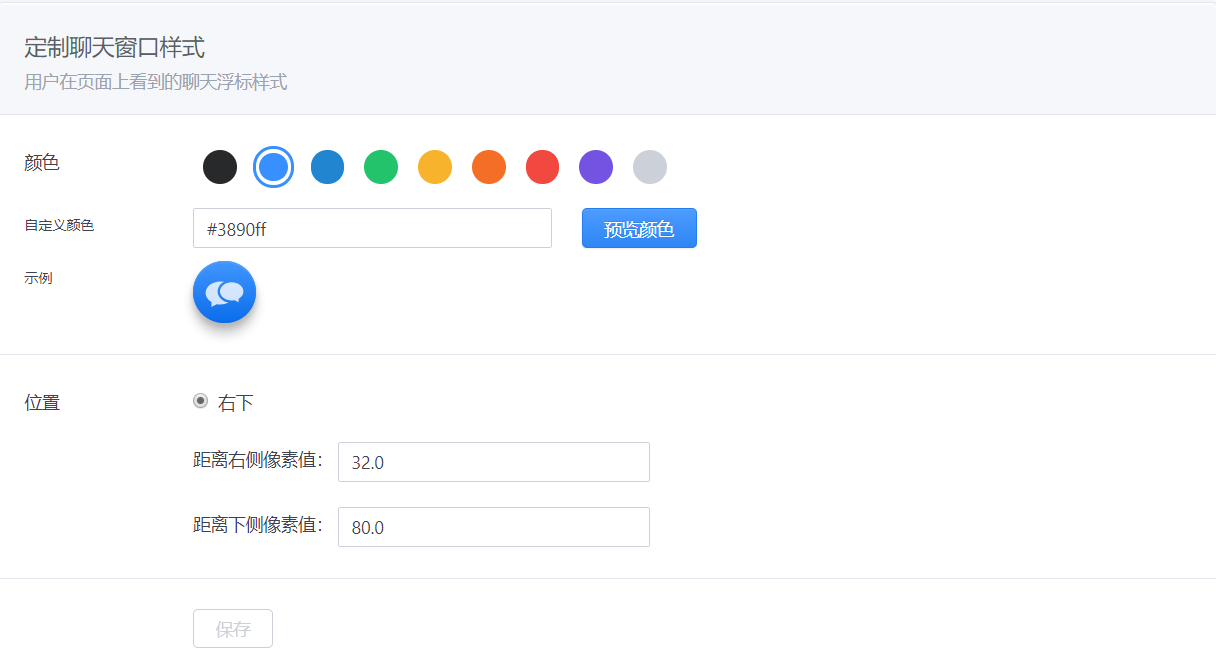 定制聊天窗口样式
用户在页面上看到的聊天浮标样式
颜色
自定义颜色
#3890ff
预览颜色
示例
位置
右下
距离右侧像素值：
32.0
距离下侧像素值：
80.0
保存